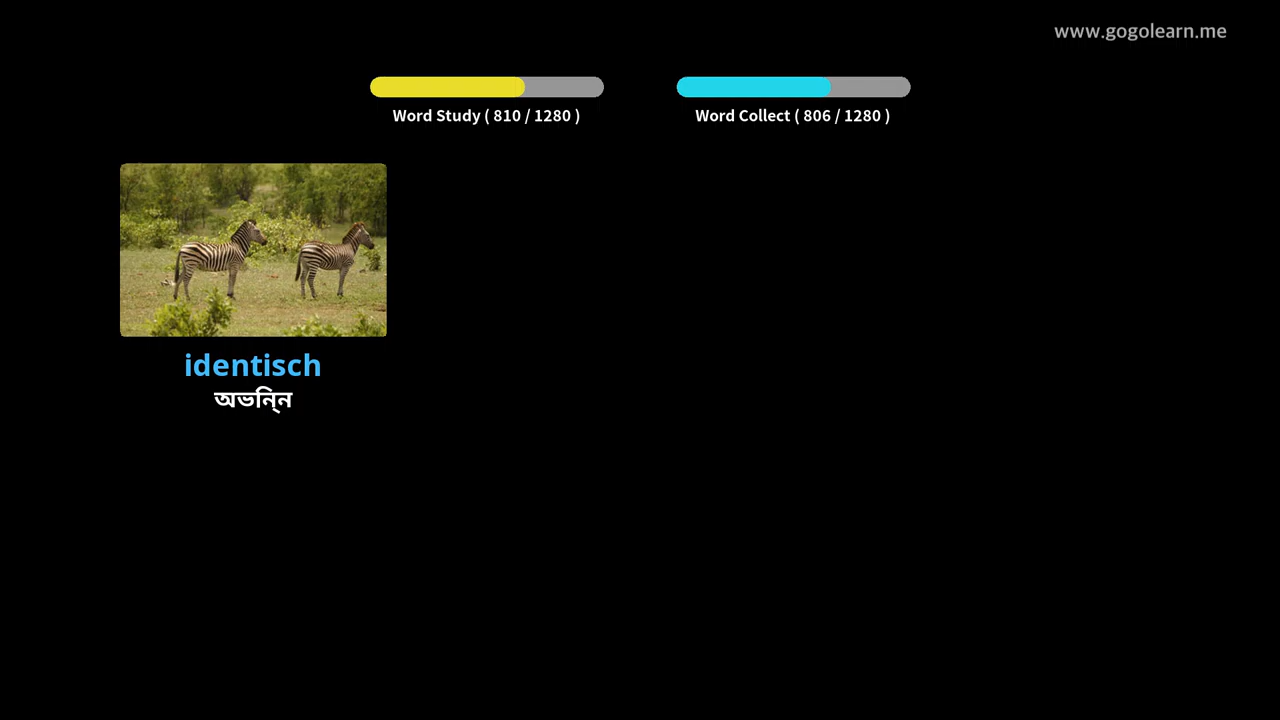 www.gogolearn.me
Word Study ( 810 / 1280 )
Word Collect ( 806 / 1280 )
identisch
অভিন্ন